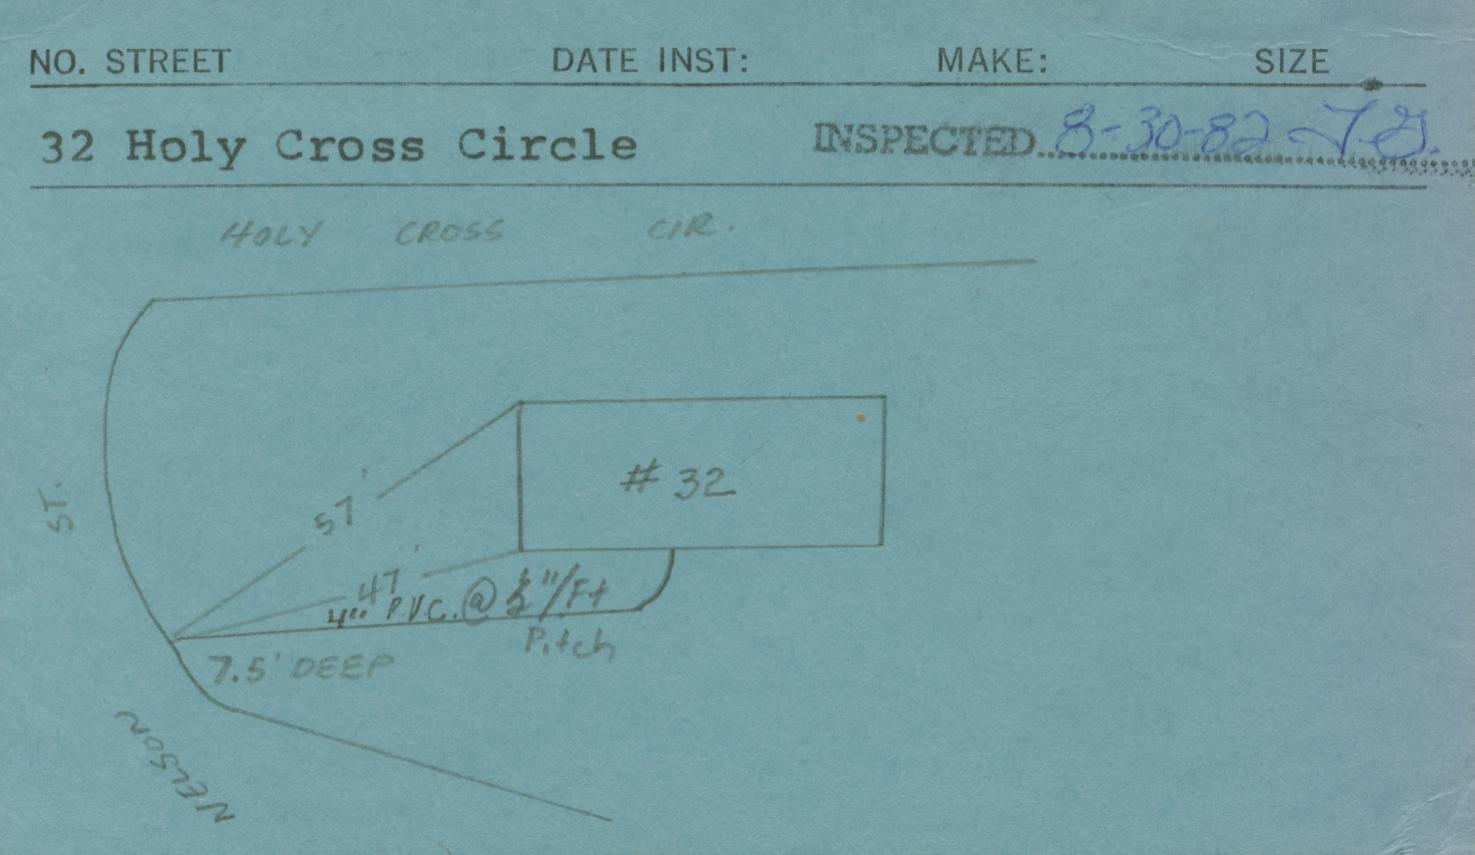 NO. STREET DATE INST: MAKE: SIZE
32 Holy Cross Circle INSPECTED 8-30-82
HOLY CROSS CIR.
# 32
57'
47'
4" P.V.C. @ "/Ft
Pitch
7.5' DEEP
NELSON ST.